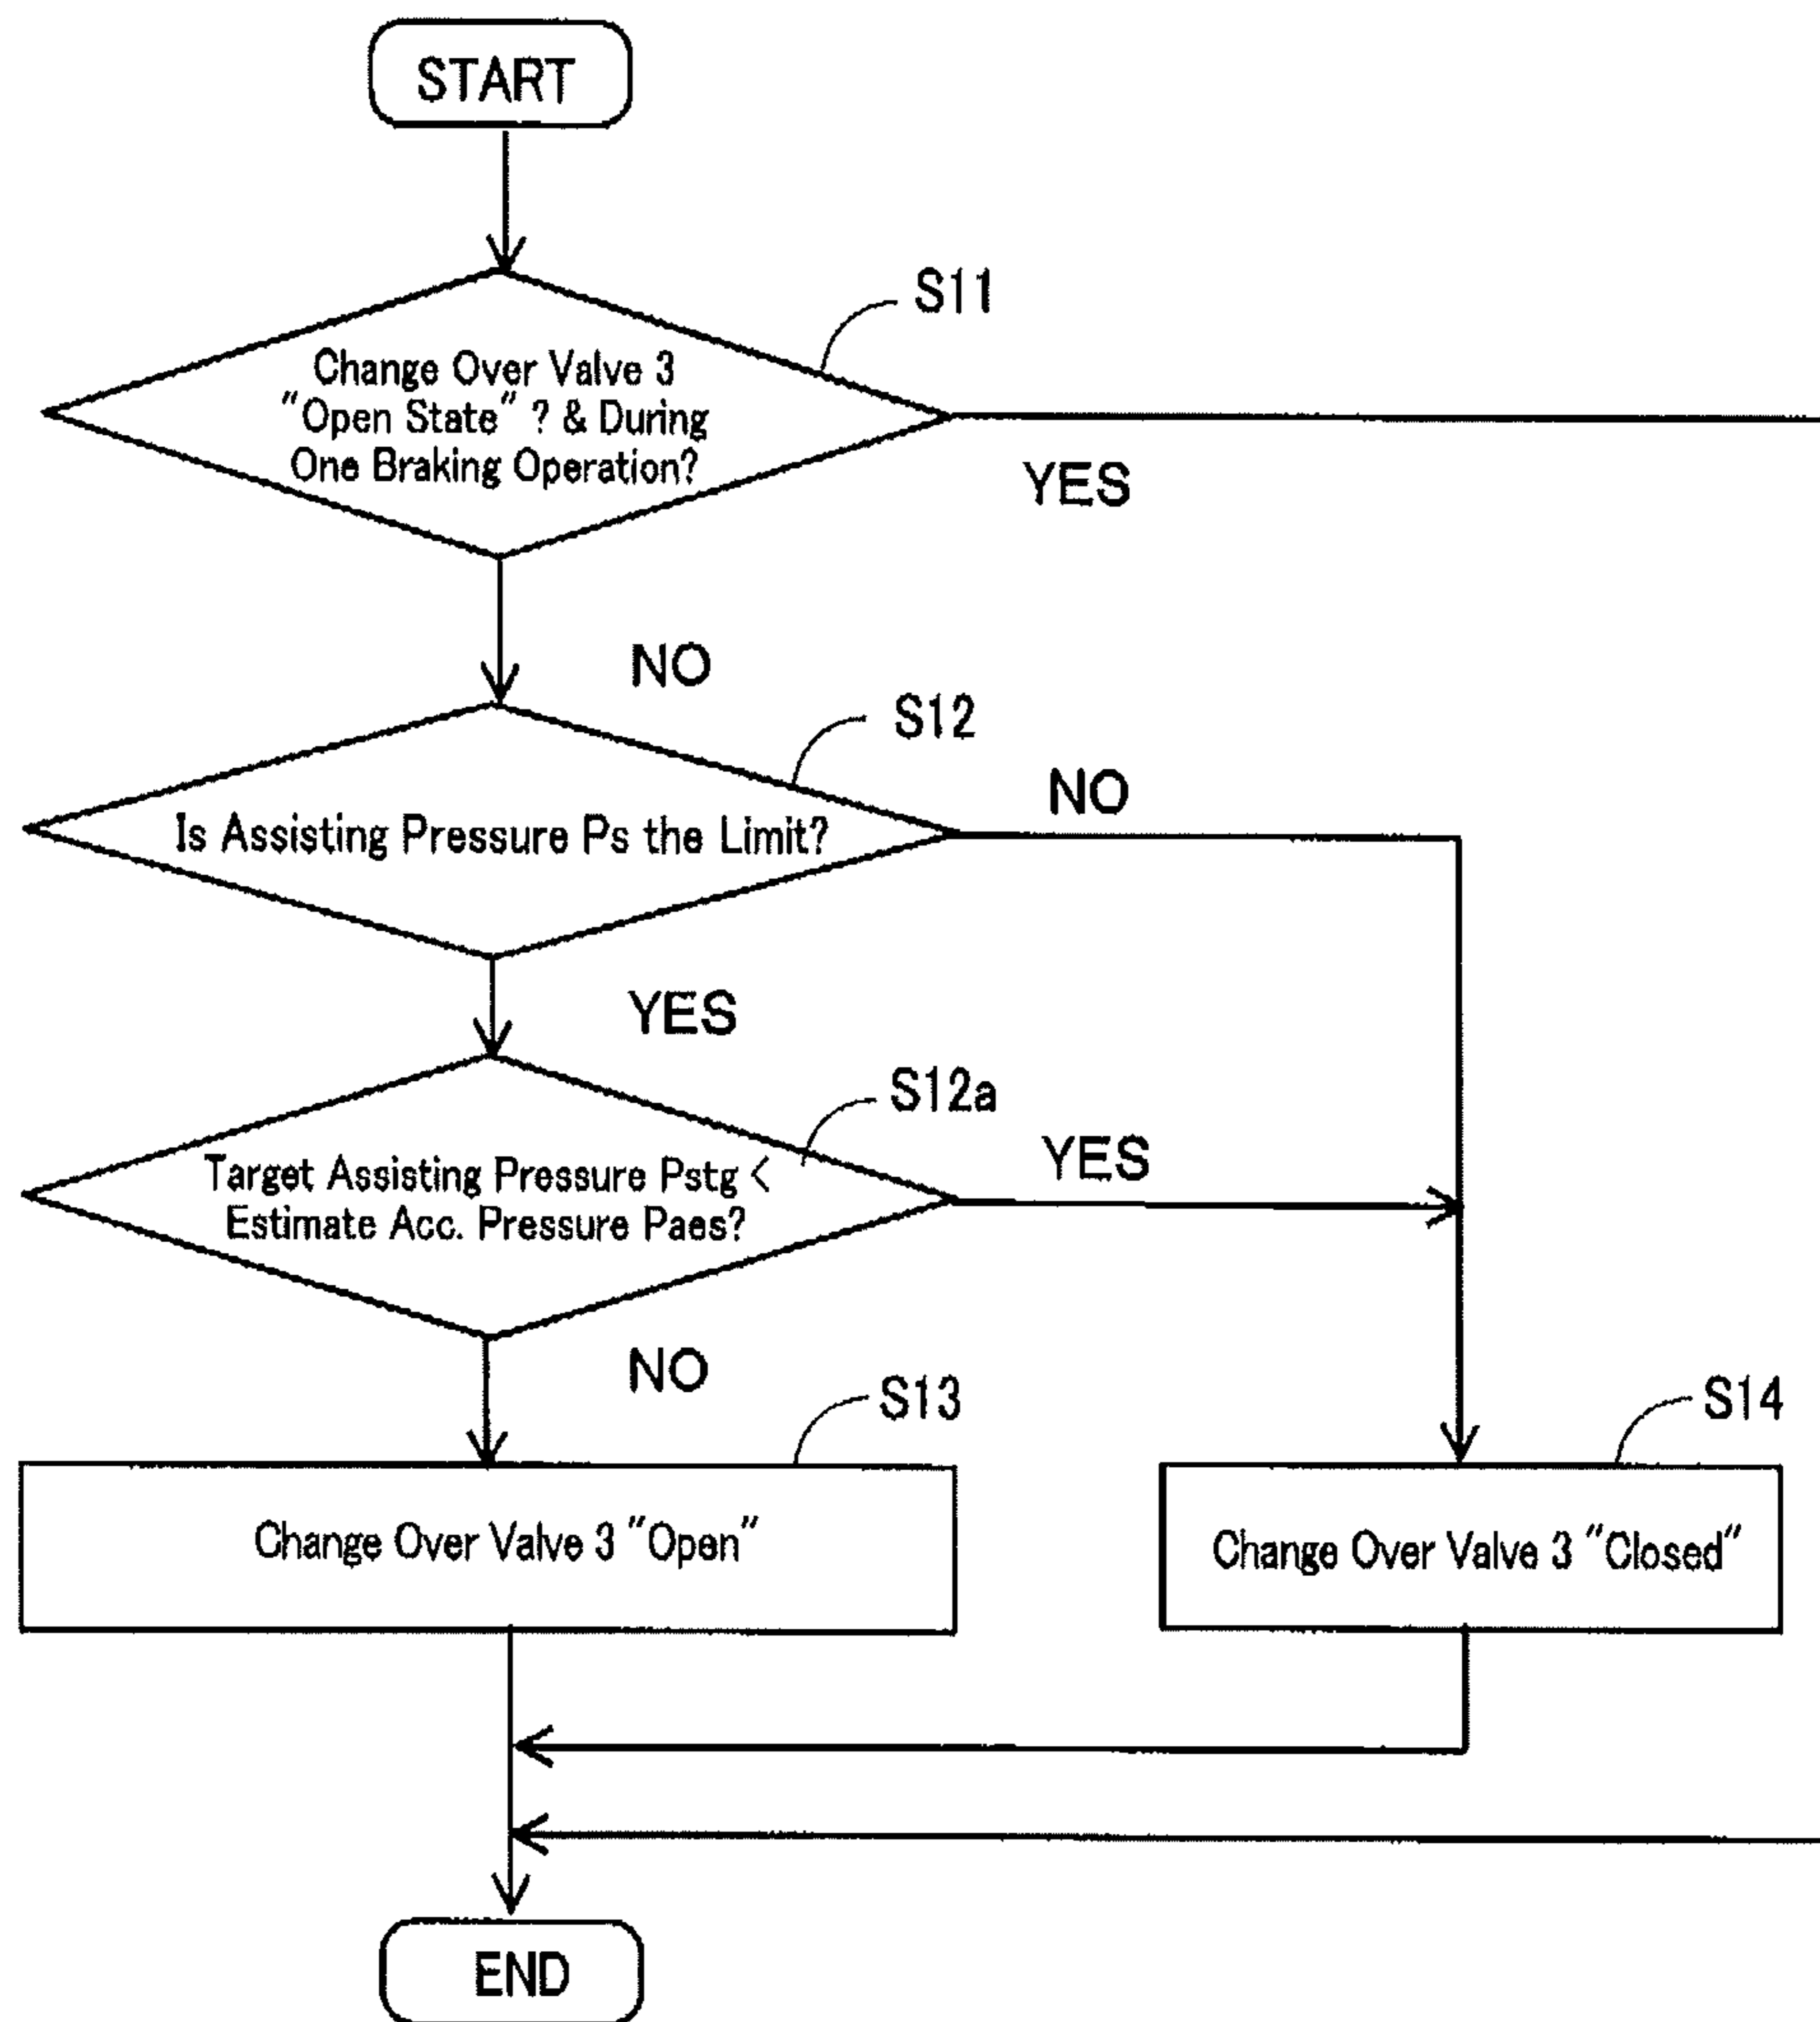 START
S11
Change Over Valve 3
"Open State" ? & During
One Braking Operation?
YES
NO
S12
NO
Is Assisting Pressure Ps the Limit?
YES
S12a
YES
Target Assisting Pressure Pstg <
Estimate Acc. Pressure Paes?
NO
S13
S14
Change Over Valve 3 "Open"
Change Over Valve 3 "Closed"
END